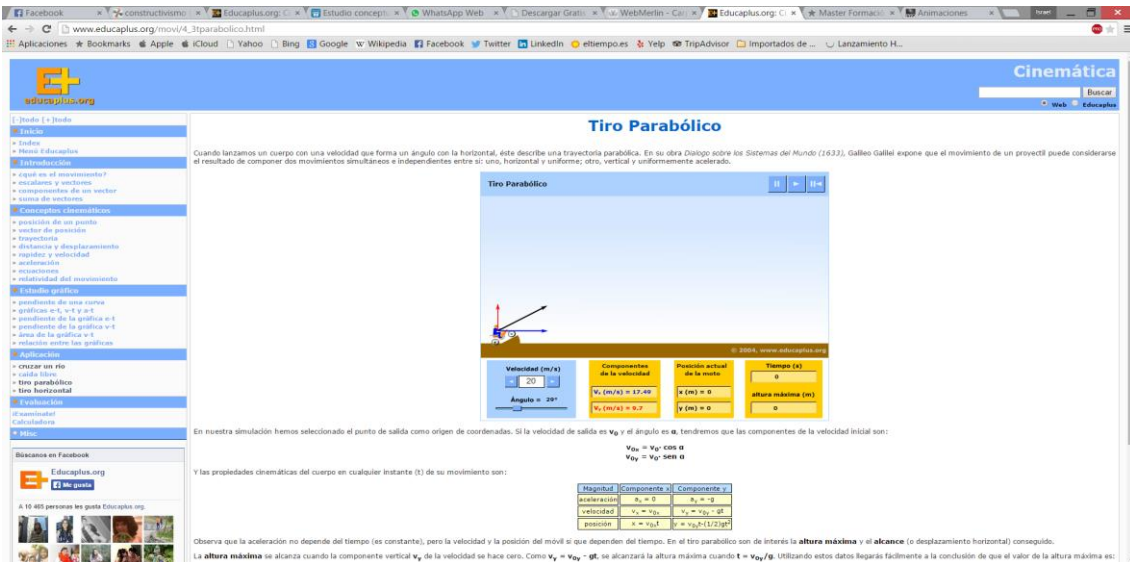 Facebook
constructivismo
Educaplus.org: C
Estudio concept
WhatsApp Web
Descargar Gratis
WebMerlin - Car
Educaplus.org: C
Master Formació
Animaciones
Israel
www.educaplus.org/movi/4_3tparabolico.html
Aplicaciones Bookmarks Apple iCloud Yahoo Bing Google Wikipedia Facebook Twitter LinkedIn eltiempo.es Yelp TripAdvisor Importados de ... Lanzamiento H...
E+
educaplus.org
Cinemática
Buscar
Web Educaplus
[-]todo [+]todo
Inicio
» Index
» Menú Educaplus
Introducción
» ¿qué es el movimiento?
» escalares y vectores
» componentes de un vector
» suma de vectores
Conceptos cinemáticos
» posición de un punto
» vector de posición
» trayectoria
» distancia y desplazamiento
» rapidez y velocidad
» aceleración
» ecuaciones
» relatividad del movimiento
Estudio gráfico
» pendiente de una curva
» gráficas e-t, v-t y a-t
» pendiente de la gráfica e-t
» pendiente de la gráfica v-t
» área de la gráfica v-t
» relación entre las gráficas
Aplicación
» cruzar un río
» caída libre
» tiro parabólico
» tiro horizontal
Evaluación
¡Examínate!
Calculadora
Misc
Búscanos en Facebook
Educaplus.org
Me gusta
A 10 465 personas les gusta Educaplus.org.
Tiro Parabólico
Cuando lanzamos un cuerpo con una velocidad que forma un ángulo con la horizontal, éste describe una trayectoria parabólica. En su obra Dialogo sobre los Sistemas del Mundo (1633), Galileo Galilei expone que el movimiento de un proyectil puede considerarse
el resultado de componer dos movimientos simultáneos e independientes entre sí: uno, horizontal y uniforme; otro, vertical y uniformemente acelerado.
Tiro Parabólico
© 2004, www.educaplus.org
Velocidad (m/s)
20
Ángulo = 29°
Componentes
de la velocidad
Vx (m/s) = 17.49
Vy (m/s) = 9.7
Posición actual
de la moto
x (m) = 0
y (m) = 0
Tiempo (s)
0
altura máxima (m)
0
En nuestra simulación hemos seleccionado el punto de salida como origen de coordenadas. Si la velocidad de salida es v0 y el ángulo es α, tendremos que las componentes de la velocidad inicial son:
v0x = v0· cos α
v0y = v0· sen α
Y las propiedades cinemáticas del cuerpo en cualquier instante (t) de su movimiento son:
Magnitud Componente x Componente y
aceleración ax = 0 ay = -g
velocidad vx = v0x vy = v0y - gt
posición x = v0xt y = v0yt-(1/2)gt²
Observa que la aceleración no depende del tiempo (es constante), pero la velocidad y la posición del móvil sí que dependen del tiempo. En el tiro parabólico son de interés la altura máxima y el alcance (o desplazamiento horizontal) conseguido.
La altura máxima se alcanza cuando la componente vertical vy de la velocidad se hace cero. Como vy = v0y - gt, se alcanzará la altura máxima cuando t = v0y/g. Utilizando estos datos llegarás fácilmente a la conclusión de que el valor de la altura máxima es: